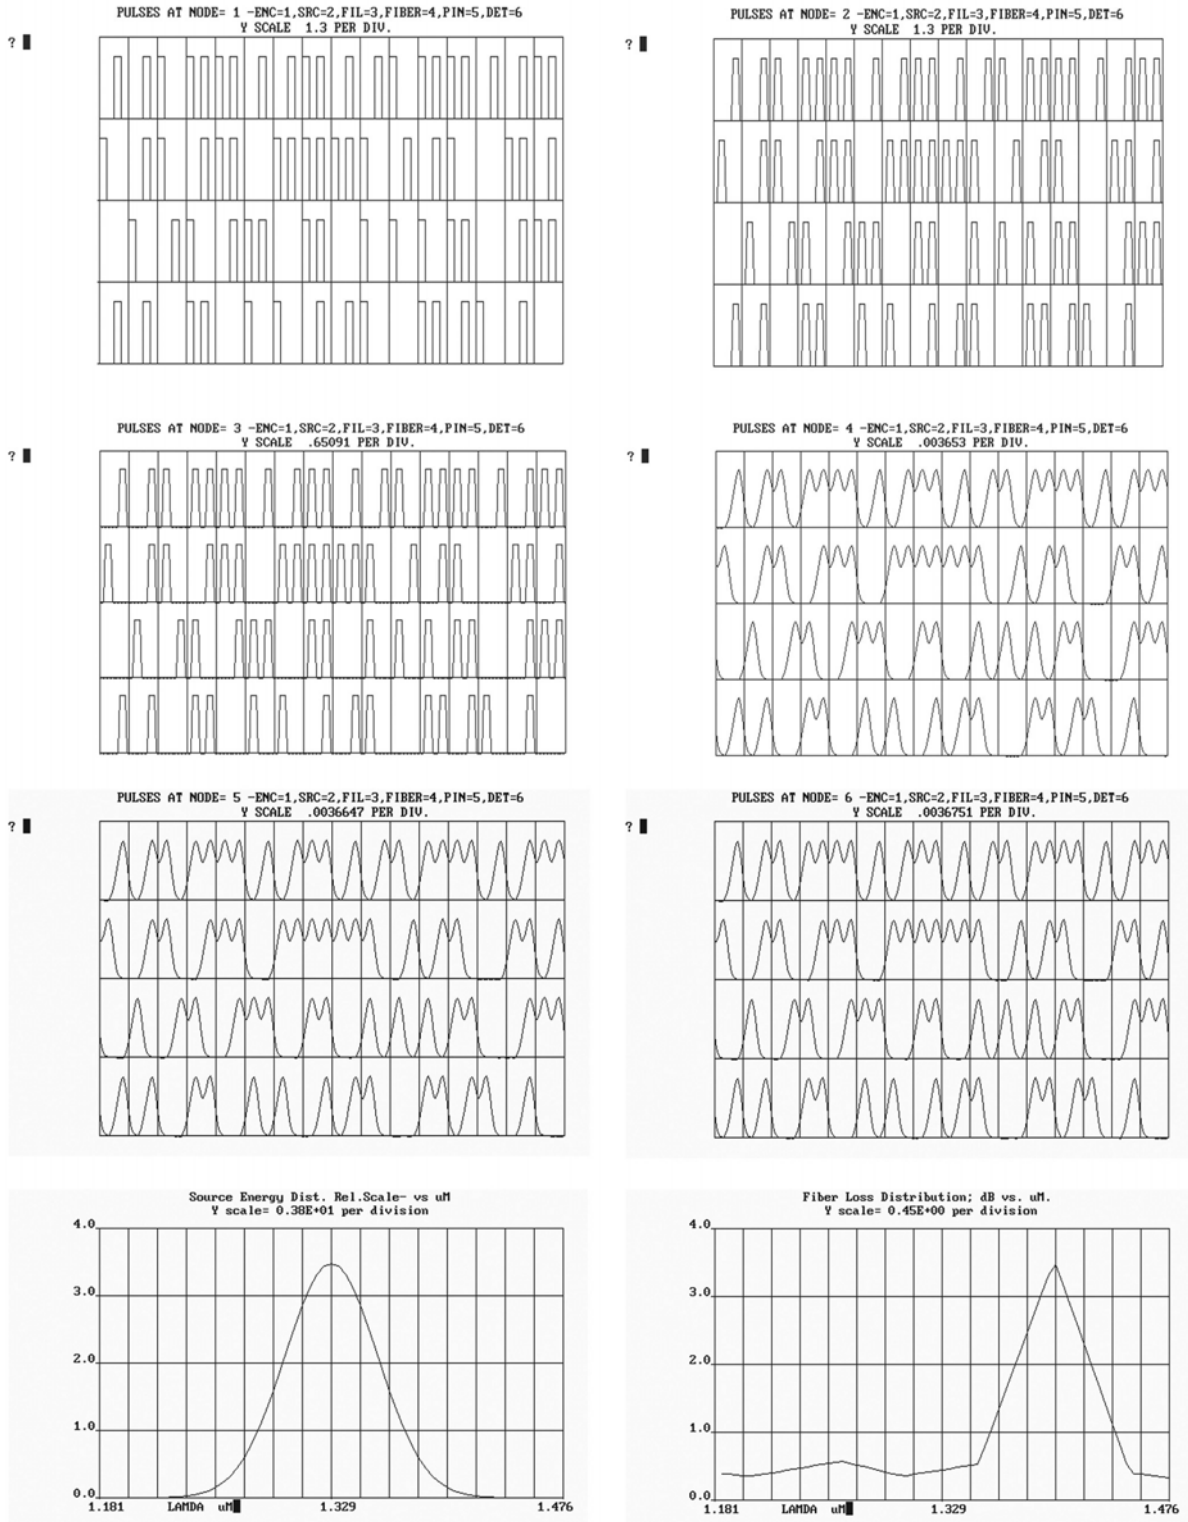 PULSES AT NODE= 1 -ENC=1,SRC=2,FIL=3,FIBER=4,PIN=5,DET=6
Y SCALE 1.3 PER DIV.
?
PULSES AT NODE= 2 -ENC=1,SRC=2,FIL=3,FIBER=4,PIN=5,DET=6
Y SCALE 1.3 PER DIV.
?
PULSES AT NODE= 3 -ENC=1,SRC=2,FIL=3,FIBER=4,PIN=5,DET=6
Y SCALE .65091 PER DIV.
?
PULSES AT NODE= 4 -ENC=1,SRC=2,FIL=3,FIBER=4,PIN=5,DET=6
Y SCALE .003653 PER DIV.
?
PULSES AT NODE= 5 -ENC=1,SRC=2,FIL=3,FIBER=4,PIN=5,DET=6
Y SCALE .0036647 PER DIV.
?
PULSES AT NODE= 6 -ENC=1,SRC=2,FIL=3,FIBER=4,PIN=5,DET=6
Y SCALE .0036751 PER DIV.
?
Source Energy Dist. Rel.Scale- vs uM
Y scale= 0.38E+01 per division
4.0
3.0
2.0
1.0
0.0
1.181 LAMDA uM 1.329 1.476
Fiber Loss Distribution; dB vs. uM.
Y scale= 0.45E+00 per division
4.0
3.0
2.0
1.0
0.0
1.181 LAMDA uM 1.329 1.476